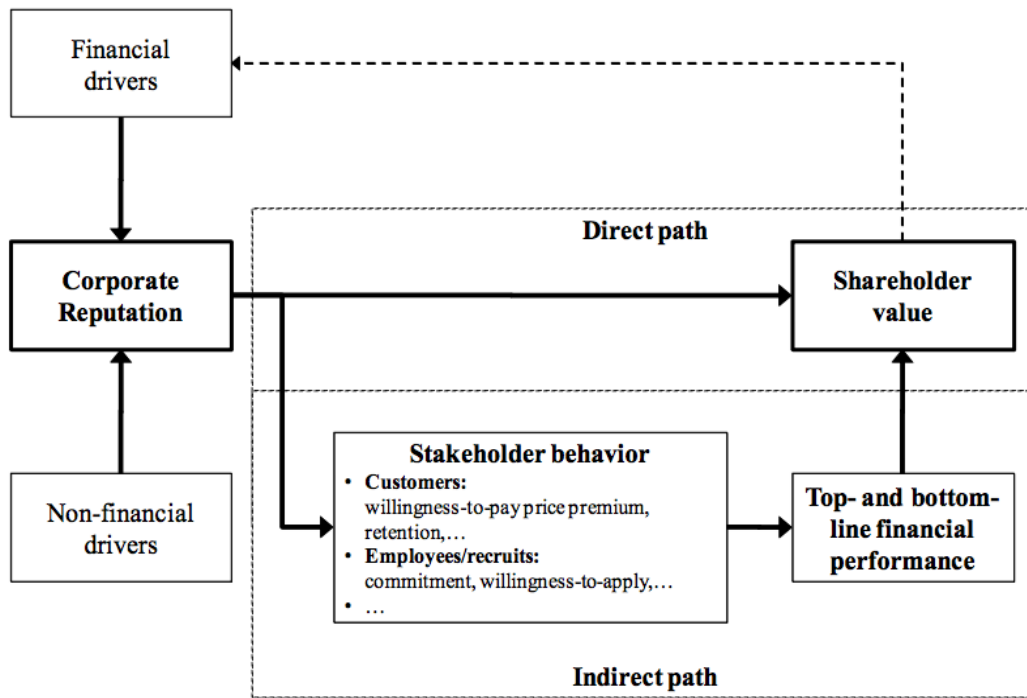 Financial
drivers
Direct path
Corporate
Reputation
Shareholder
value
Non-financial
drivers
Stakeholder behavior
• Customers:
willingness-to-pay price premium,
retention,…
• Employees/recruits:
commitment, willingness-to-apply,…
• …
Top- and bottom-
line financial
performance
Indirect path